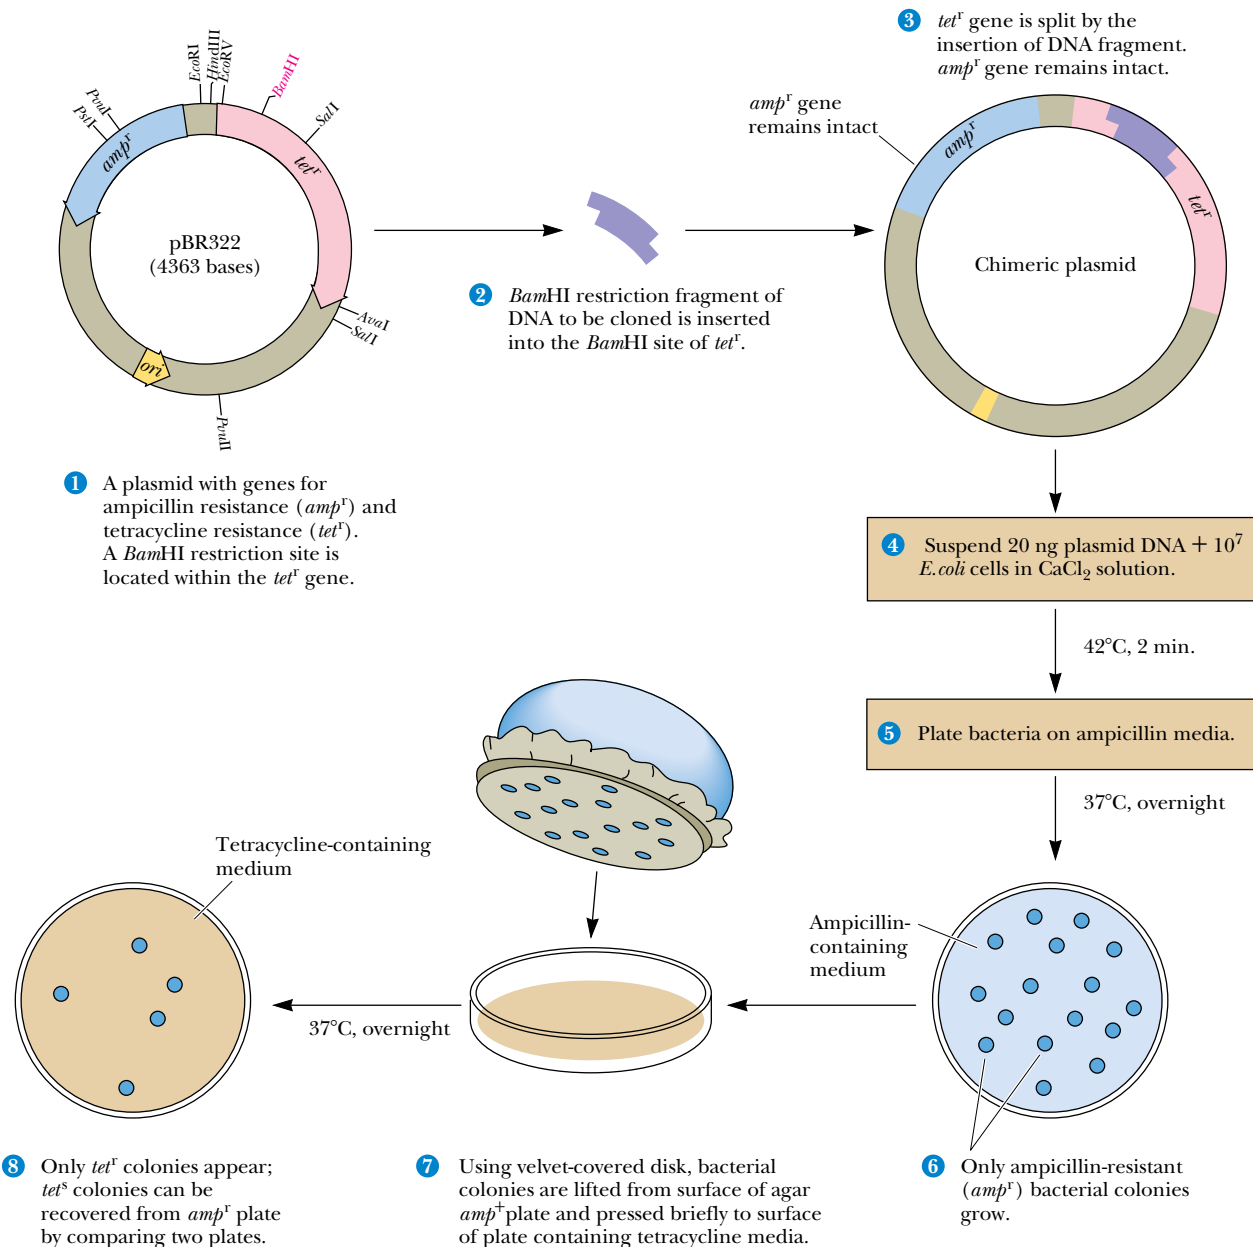 EcoRI
HindIII
EcoRV
BamHI
SalI
PvuI
PstI
ampʳ
tetʳ
pBR322
(4363 bases)
AvaI
SalI
ori
PvuII
1 A plasmid with genes for
ampicillin resistance (ampʳ) and
tetracycline resistance (tetʳ).
A BamHI restriction site is
located within the tetʳ gene.
2 BamHI restriction fragment of
DNA to be cloned is inserted
into the BamHI site of tetʳ.
3 tetʳ gene is split by the
insertion of DNA fragment.
ampʳ gene remains intact.
ampʳ gene
remains intact
ampʳ
tetʳ
Chimeric plasmid
4 Suspend 20 ng plasmid DNA + 10⁷
E.coli cells in CaCl₂ solution.
42°C, 2 min.
5 Plate bacteria on ampicillin media.
37°C, overnight
Ampicillin-
containing
medium
6 Only ampicillin-resistant
(ampʳ) bacterial colonies
grow.
7 Using velvet-covered disk, bacterial
colonies are lifted from surface of agar
amp⁺plate and pressed briefly to surface
of plate containing tetracycline media.
37°C, overnight
Tetracycline-containing
medium
8 Only tetʳ colonies appear;
tetˢ colonies can be
recovered from ampʳ plate
by comparing two plates.